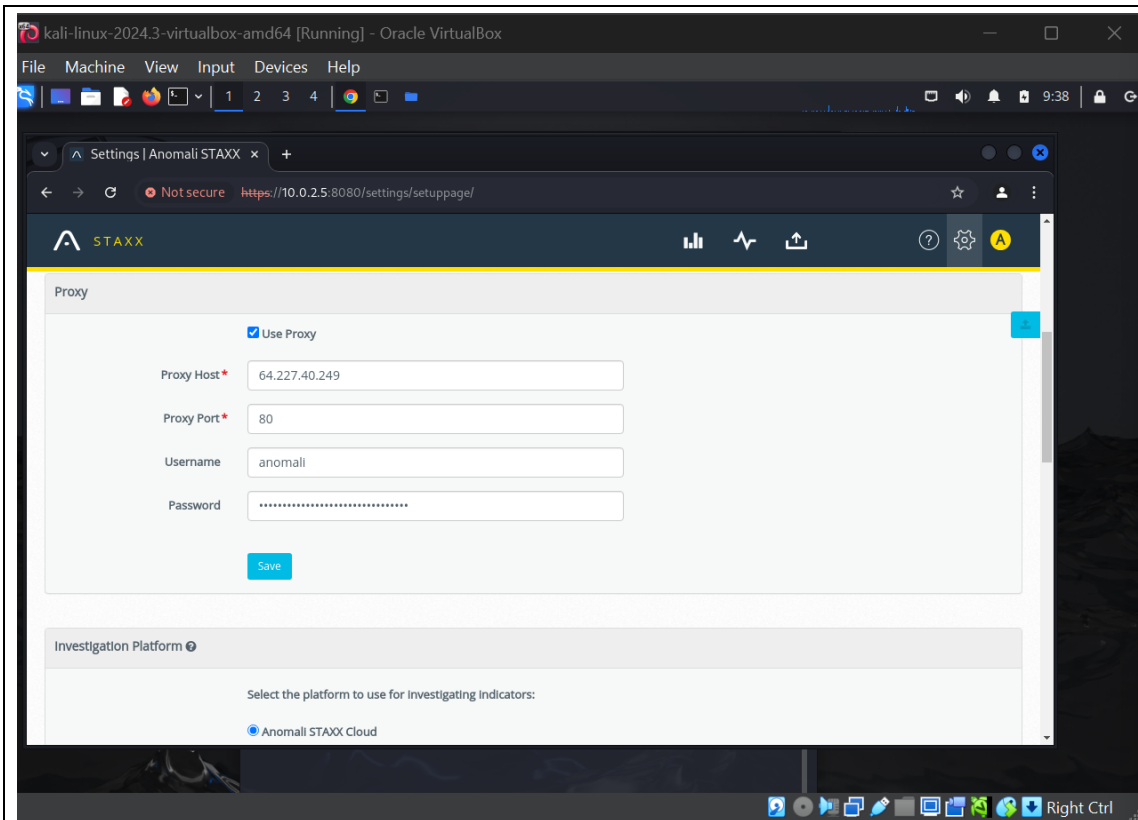 kali-linux-2024.3-virtualbox-amd64 [Running] - Oracle VirtualBox
File Machine View Input Devices Help
1 2 3 4 9:38
Settings | Anomali STAXX
Not secure https://10.0.2.5:8080/settings/setuppage/
STAXX A
Proxy
Use Proxy
Proxy Host* 64.227.40.249
Proxy Port* 80
Username anomali
Password ••••••••••••••••••••••••••••••••
Save
Investigation Platform
Select the platform to use for investigating indicators:
Anomali STAXX Cloud
Right Ctrl